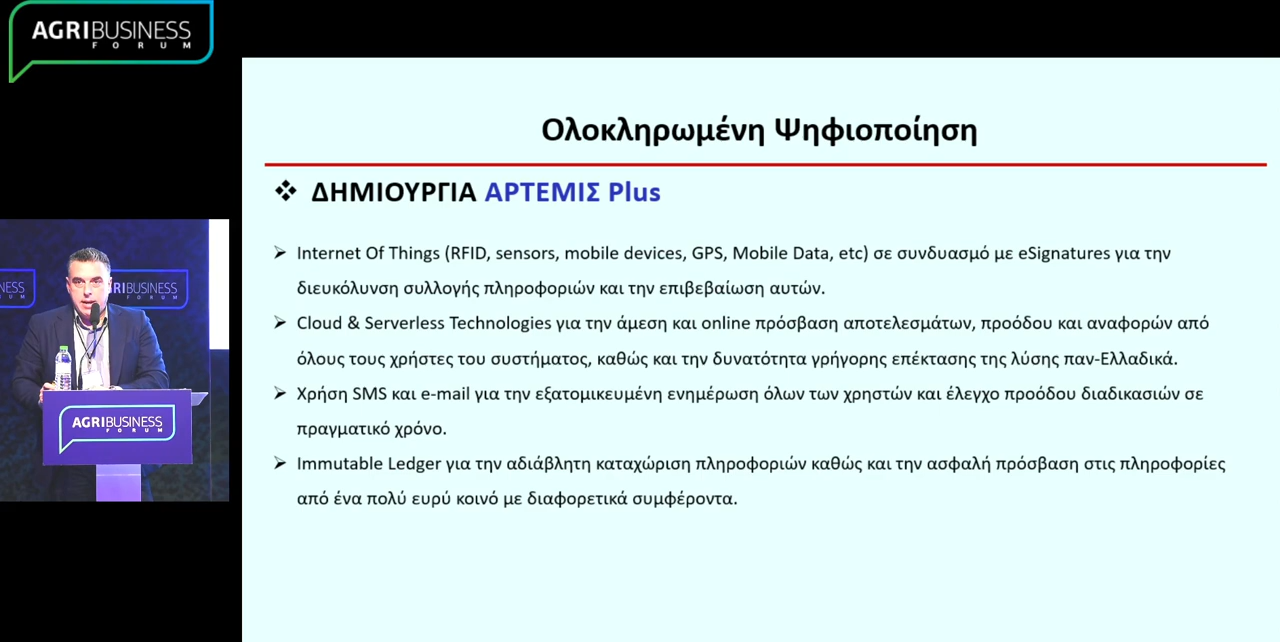 AGRIBUSINESS
FORUM
Ολοκληρωμένη Ψηφιοποίηση
ΔΗΜΙΟΥΡΓΙΑ ΑΡΤΕΜΙΣ Plus
Internet Of Things (RFID, sensors, mobile devices, GPS, Mobile Data, etc) σε συνδυασμό με eSignatures για την
διευκόλυνση συλλογής πληροφοριών και την επιβεβαίωση αυτών.
Cloud & Serverless Technologies για την άμεση και online πρόσβαση αποτελεσμάτων, προόδου και αναφορών από
όλους τους χρήστες του συστήματος, καθώς και την δυνατότητα γρήγορης επέκτασης της λύσης παν-Ελλαδικά.
Χρήση SMS και e-mail για την εξατομικευμένη ενημέρωση όλων των χρηστών και έλεγχο προόδου διαδικασιών σε
πραγματικό χρόνο.
Immutable Ledger για την αδιάβλητη καταχώριση πληροφοριών καθώς και την ασφαλή πρόσβαση στις πληροφορίες
από ένα πολύ ευρύ κοινό με διαφορετικά συμφέροντα.
NESS
UM
RIBUSINESS
FORUM
AGRIBUSINESS
FORUM